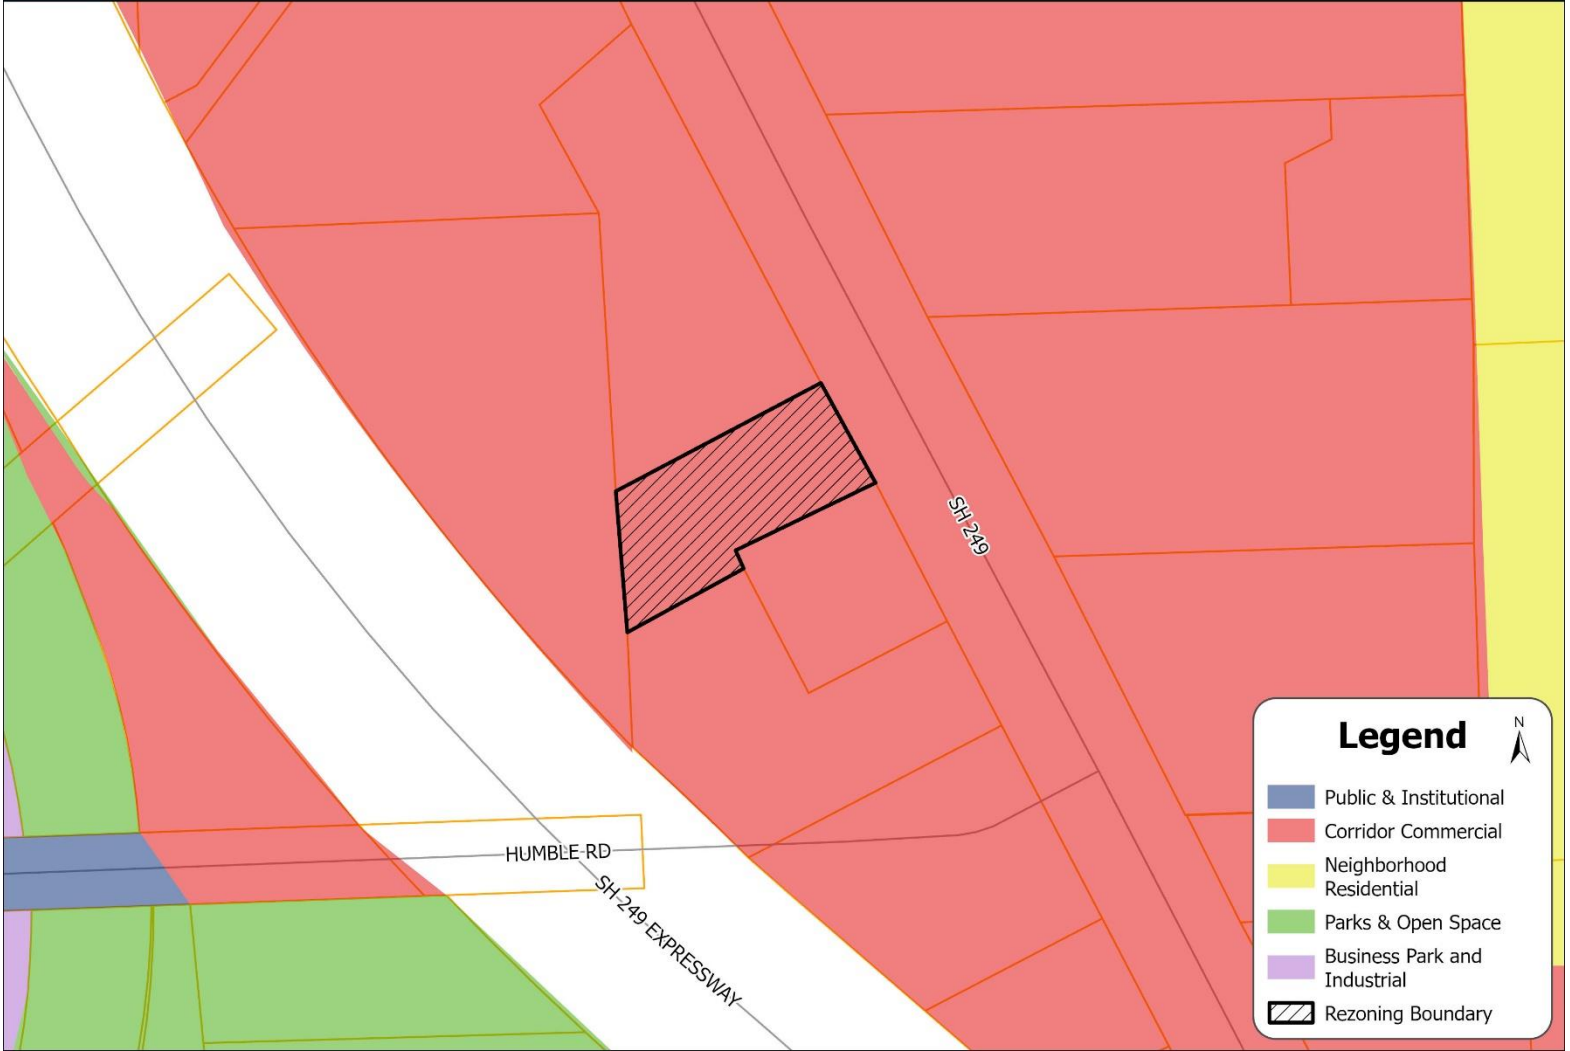 SH 249
HUMBLE RD
SH 249 EXPRESSWAY
Legend
N
Public & Institutional
Corridor Commercial
Neighborhood
Residential
Parks & Open Space
Business Park and
Industrial
Rezoning Boundary